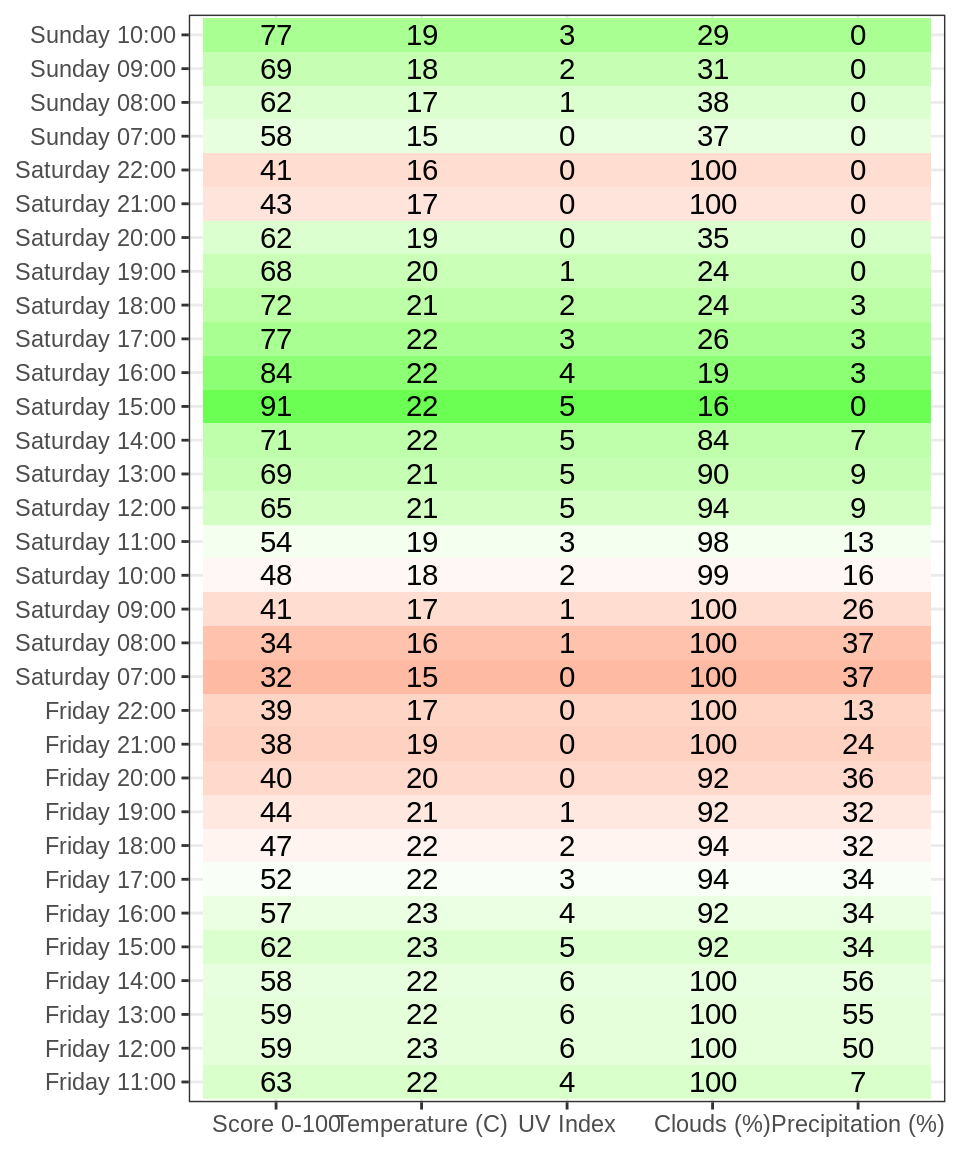 Sunday 10:00 77 19 3 29 0
Sunday 09:00 69 18 2 31 0
Sunday 08:00 62 17 1 38 0
Sunday 07:00 58 15 0 37 0
Saturday 22:00 41 16 0 100 0
Saturday 21:00 43 17 0 100 0
Saturday 20:00 62 19 0 35 0
Saturday 19:00 68 20 1 24 0
Saturday 18:00 72 21 2 24 3
Saturday 17:00 77 22 3 26 3
Saturday 16:00 84 22 4 19 3
Saturday 15:00 91 22 5 16 0
Saturday 14:00 71 22 5 84 7
Saturday 13:00 69 21 5 90 9
Saturday 12:00 65 21 5 94 9
Saturday 11:00 54 19 3 98 13
Saturday 10:00 48 18 2 99 16
Saturday 09:00 41 17 1 100 26
Saturday 08:00 34 16 1 100 37
Saturday 07:00 32 15 0 100 37
Friday 22:00 39 17 0 100 13
Friday 21:00 38 19 0 100 24
Friday 20:00 40 20 0 92 36
Friday 19:00 44 21 1 92 32
Friday 18:00 47 22 2 94 32
Friday 17:00 52 22 3 94 34
Friday 16:00 57 23 4 92 34
Friday 15:00 62 23 5 92 34
Friday 14:00 58 22 6 100 56
Friday 13:00 59 22 6 100 55
Friday 12:00 59 23 6 100 50
Friday 11:00 63 22 4 100 7
Score 0-100 Temperature (C) UV Index Clouds (%) Precipitation (%)